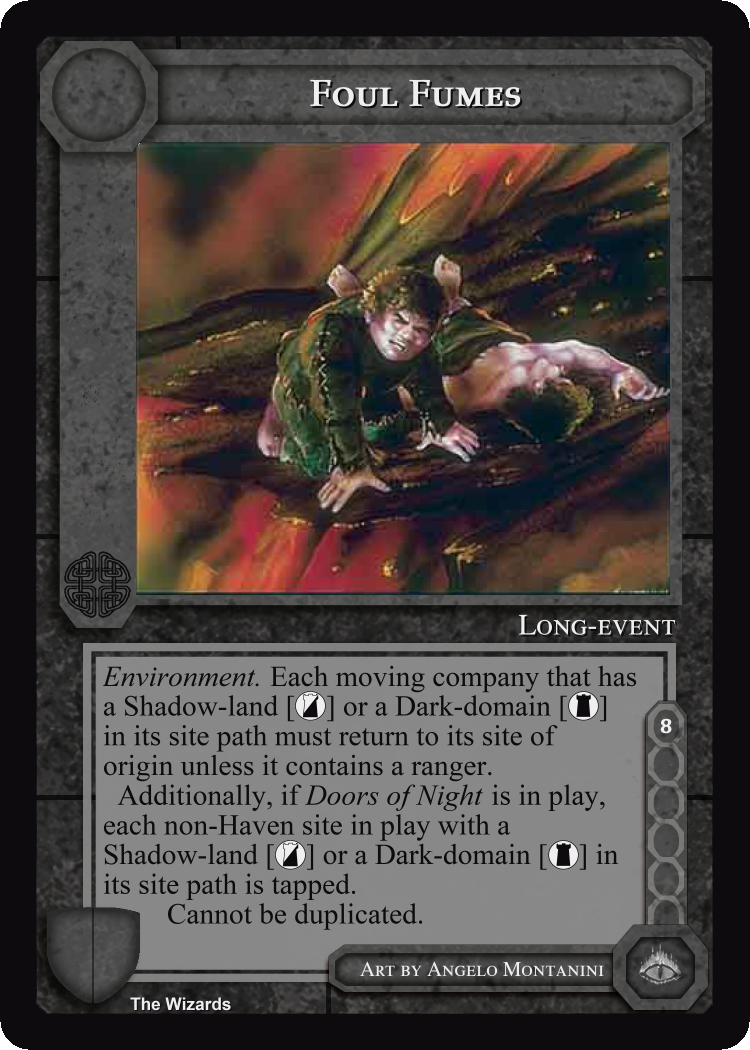 Foul Fumes
Long-event
Environment. Each moving company that has
a Shadow-land [] or a Dark-domain []
in its site path must return to its site of
origin unless it contains a ranger.
Additionally, if Doors of Night is in play,
each non-Haven site in play with a
Shadow-land [] or a Dark-domain [] in
its site path is tapped.
Cannot be duplicated.
8
Art by Angelo Montanini
The Wizards